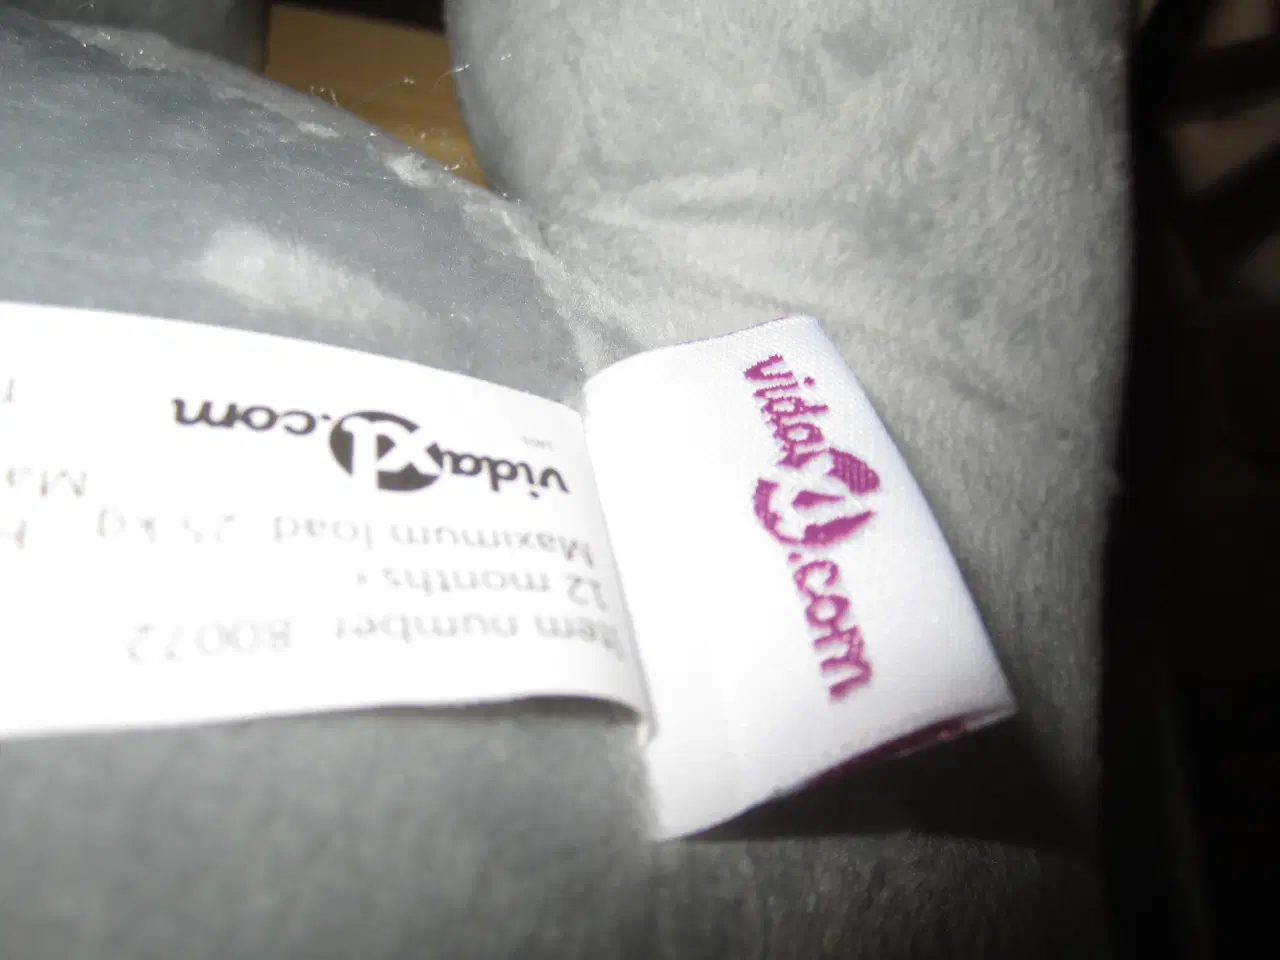 vidaXL.com
Maximum load 25 kg
12 months +
Item number 80072
vidaXL.com